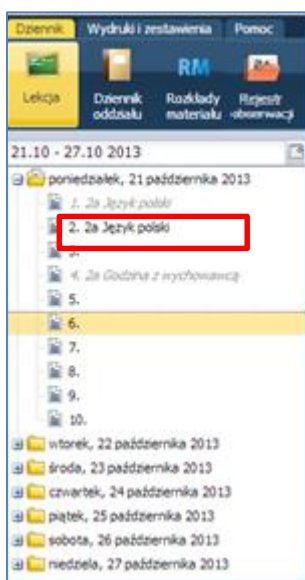 Dziennik Wydruki i zestawienia Pomoc
Lekcja Dziennik oddziału RM Rozkłady materiału Rejestr obserwacji
21.10 - 27.10 2013
poniedziałek, 21 października 2013
1. 2a Język polski
2. 2a Język polski
3.
4. 2a Godzina z wychowawcą
5.
6.
7.
8.
9.
10.
wtorek, 22 października 2013
środa, 23 października 2013
czwartek, 24 października 2013
piątek, 25 października 2013
sobota, 26 października 2013
niedziela, 27 października 2013